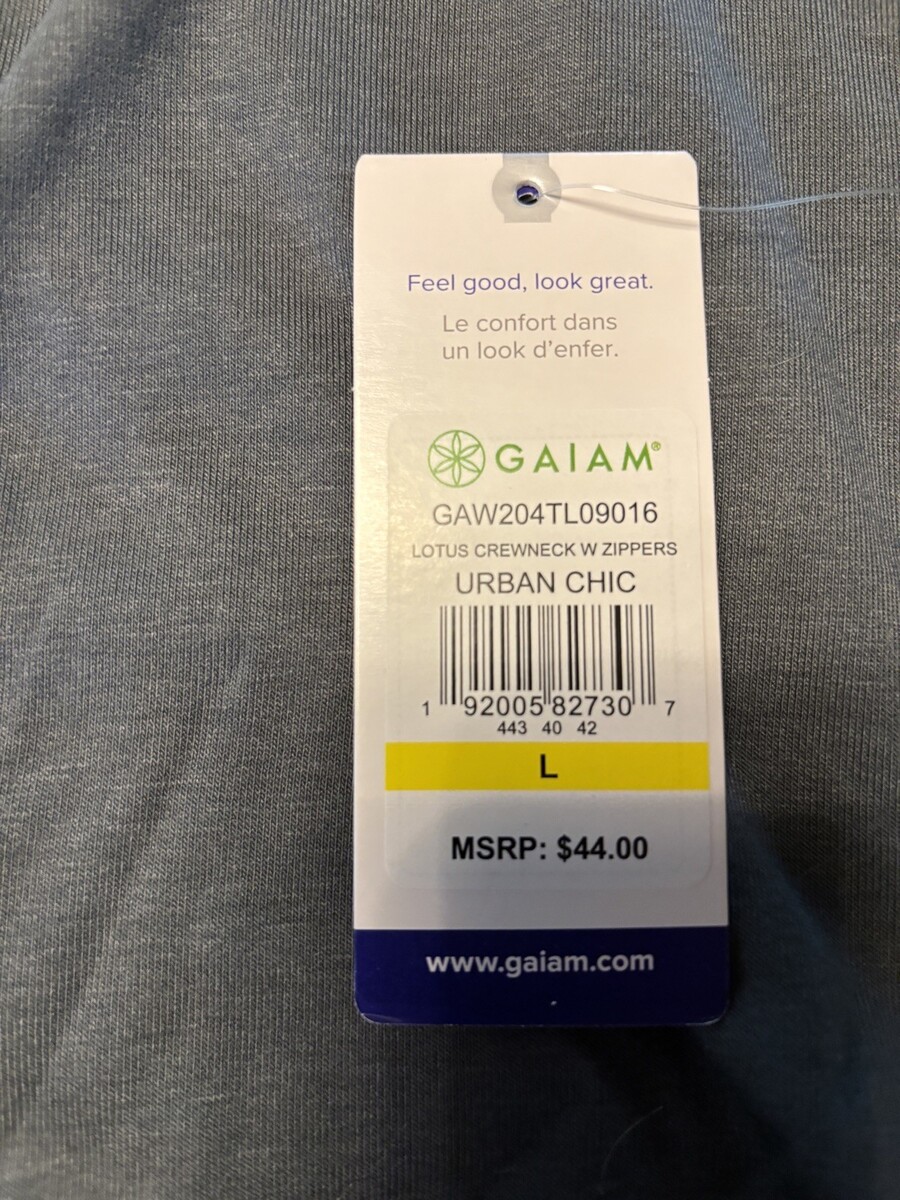 Feel good, look great.
Le confort dans
un look d'enfer.
GAIAM®
GAW204TL09016
LOTUS CREWNECK W ZIPPERS
URBAN CHIC
1 92005 82730 7
443 40 42
L
MSRP: $44.00
www.gaiam.com